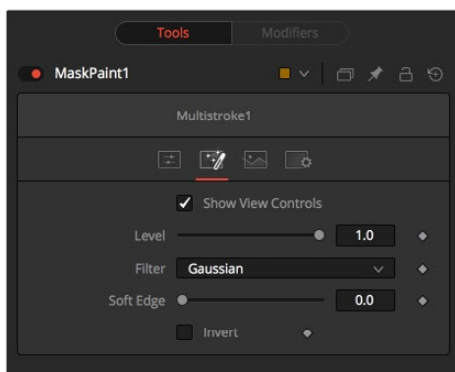 Tools Modifiers
MaskPaint1
Multistroke1
Show View Controls
Level 1.0
Filter Gaussian
Soft Edge 0.0
Invert